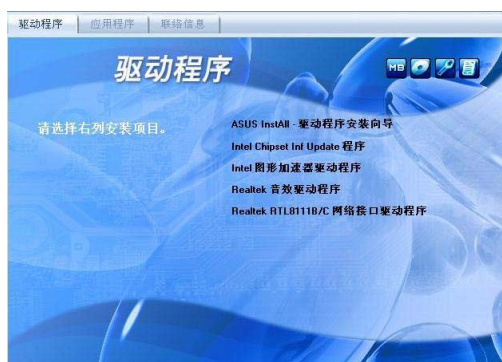 驱动程序 应用程序 联络信息
驱动程序
MB
请选择右列安装项目。
ASUS InstAll - 驱动程序安装向导
Intel Chipset Inf Update 程序
Intel 图形加速器驱动程序
Realtek 音效驱动程序
Realtek RTL8111B/C 网络接口驱动程序